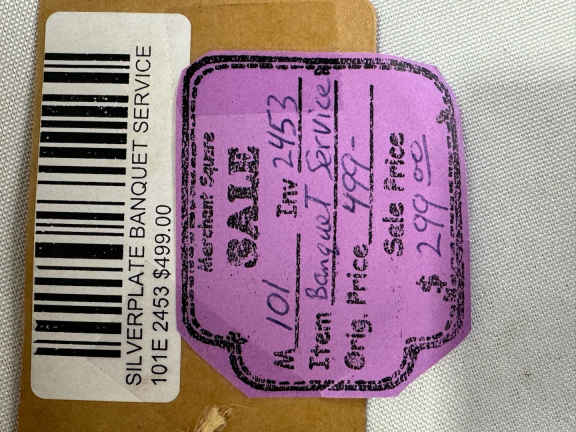 SILVERPLATE BANQUET SERVICE
101E 2453 $499.00
Merchant Square
SALE
M 101 Inv 2453
Item Banquet Service
Orig. Price 499-
Sale Price
$ 299 00